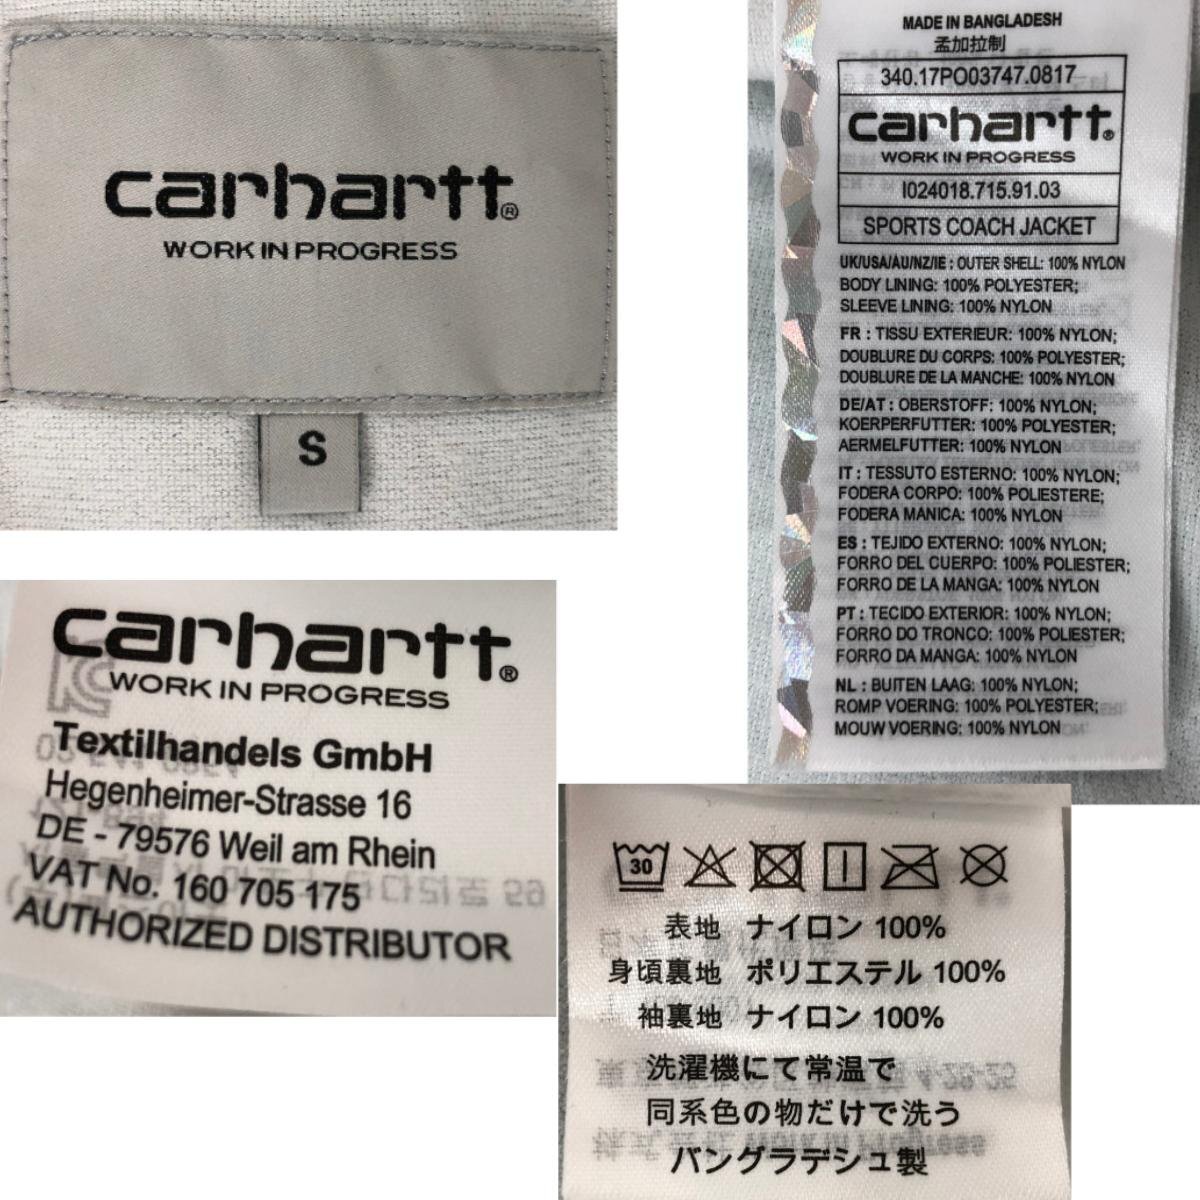 carhartt®
WORK IN PROGRESS
S
MADE IN BANGLADESH
孟加拉制
340.17PO03747.0817
carhartt®
WORK IN PROGRESS
I024018.715.91.03
SPORTS COACH JACKET
UK/USA/AU/NZ/IE : OUTER SHELL: 100% NYLON
BODY LINING: 100% POLYESTER;
SLEEVE LINING: 100% NYLON
FR : TISSU EXTERIEUR: 100% NYLON;
DOUBLURE DU CORPS: 100% POLYESTER;
DOUBLURE DE LA MANCHE: 100% NYLON
DE/AT : OBERSTOFF: 100% NYLON;
KOERPERFUTTER: 100% POLYESTER;
AERMELFUTTER: 100% NYLON
IT : TESSUTO ESTERNO: 100% NYLON;
FODERA CORPO: 100% POLIESTERE;
FODERA MANICA: 100% NYLON
ES : TEJIDO EXTERNO: 100% NYLON;
FORRO DEL CUERPO: 100% POLIESTER;
FORRO DE LA MANGA: 100% NYLON
PT : TECIDO EXTERIOR: 100% NYLON;
FORRO DO TRONCO: 100% POLIESTER;
FORRO DA MANGA: 100% NYLON
NL : BUITEN LAAG: 100% NYLON;
ROMP VOERING: 100% POLYESTER;
MOUW VOERING: 100% NYLON
carhartt®
WORK IN PROGRESS
Textilhandels GmbH
Hegenheimer-Strasse 16
DE - 79576 Weil am Rhein
VAT No. 160 705 175
AUTHORIZED DISTRIBUTOR
30
表地 ナイロン 100%
身頃裏地 ポリエステル 100%
袖裏地 ナイロン 100%
洗濯機にて常温で
同系色の物だけで洗う
バングラデシュ製